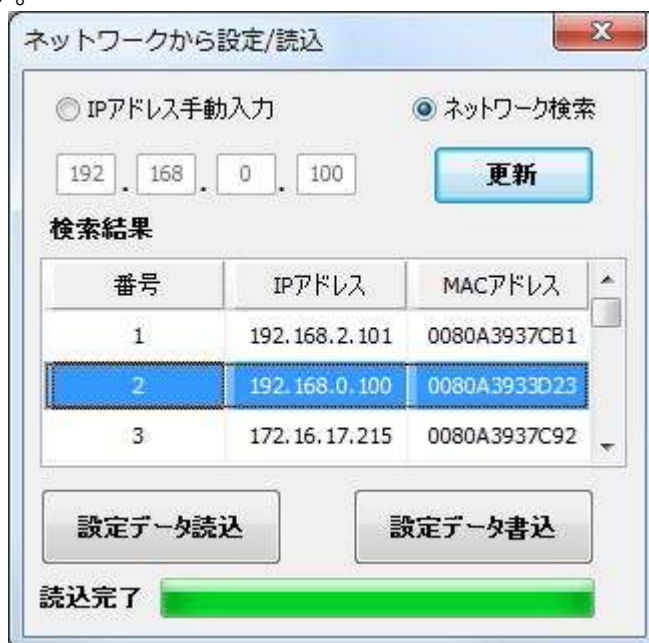 。
ネットワークから設定/読込
IPアドレス手動入力 ネットワーク検索
192 . 168 . 0 . 100 更新
検索結果
番号 IPアドレス MACアドレス
1 192.168.2.101 0080A3937CB1
2 192.168.0.100 0080A3933D23
3 172.16.17.215 0080A3937C92
設定データ読込 設定データ書込
読込完了